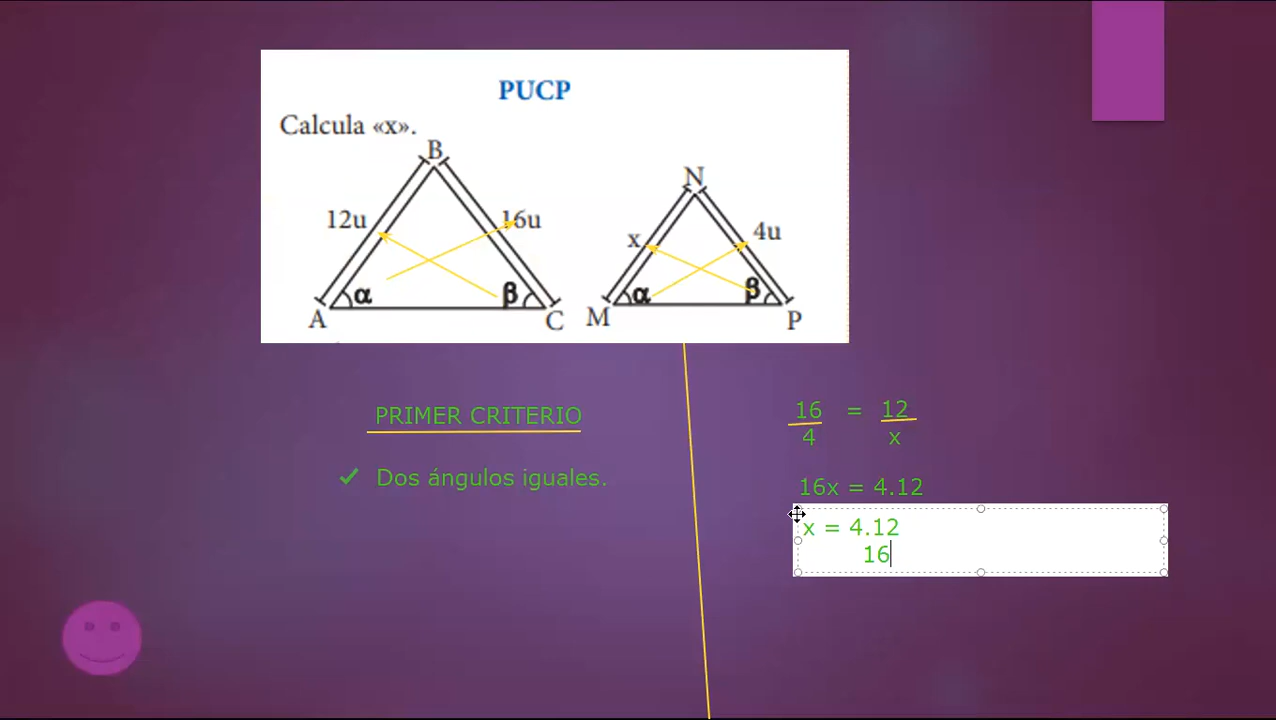 PUCP
Calcula «x».
B
N
12u
16u
x
4u
α
β
α
β
A
C
M
P
PRIMER CRITERIO
Dos ángulos iguales.
16 = 12
4 x
16x = 4.12
x = 4.12
16